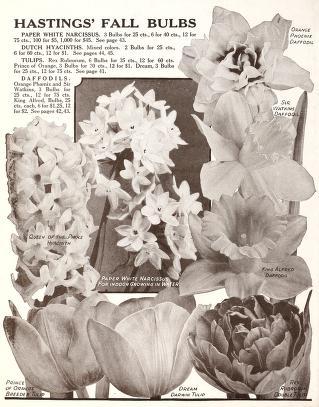 HASTINGS' FALL BULBS
PAPER WHITE NARCISSUS. 3 Bulbs for 25 cts., 6 for 40 cts., 12 for
75 cts., 100 for $5, 1,000 for $45. See page 43.
DUTCH HYACINTHS. Mixed colors. 2 Bulbs for 25 cts.,
6 for 60 cts., 12 for $1. See pages 44, 45.
TULIPS. Rex Rubrorum, 6 Bulbs for 35 cts., 12 for 60 cts.
Prince of Orange, 3 Bulbs for 30 cts., 12 for $1. Dream, 3 Bulbs
for 25 cts., 12 for 75 cts. See page 41.
DAFFODILS.
Orange Phoenix and Sir
Watkins, 3 Bulbs for
25 cts., 12 for 75 cts.
King Alfred, Bulbs, 25
cts. each, 6 for $1.25, 12
for $2. See pages 42, 43.
ORANGE
PHOENIX
DAFFODIL
SIR
WATKINS
DAFFODIL
QUEEN OF THE PINKS
HYACINTH
PAPER WHITE NARCISSUS
FOR INDOOR GROWING IN WATER
KING ALFRED
DAFFODIL
PRINCE
OF ORANGE
BREEDER TULIP
DREAM
DARWIN TULIP
REX
RUBRORUM
DOUBLE TULIP